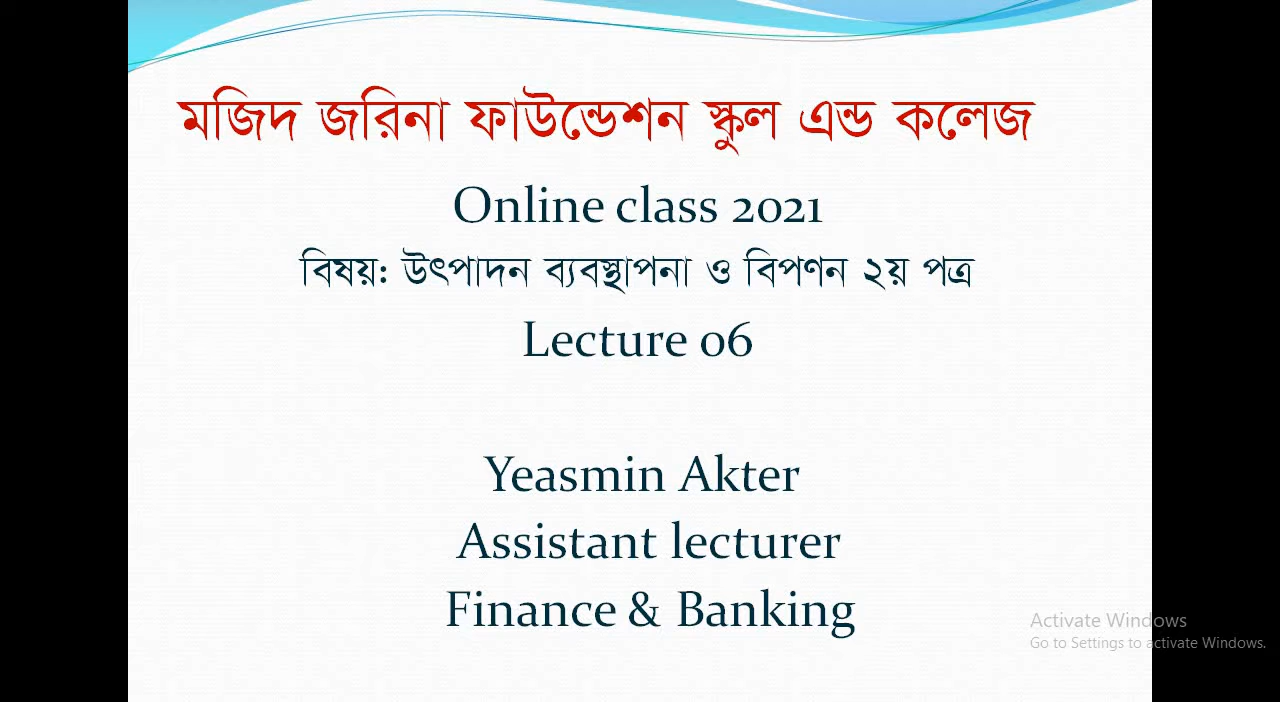 মজিদ জরিনা ফাউন্ডেশন স্কুল এন্ড কলেজ
Online class 2021
বিষয়: উৎপাদন ব্যবস্থাপনা ও বিপণন ২য় পত্র
Lecture 06
Yeasmin Akter
Assistant lecturer
Finance & Banking
Activate Windows
Go to Settings to activate Windows.